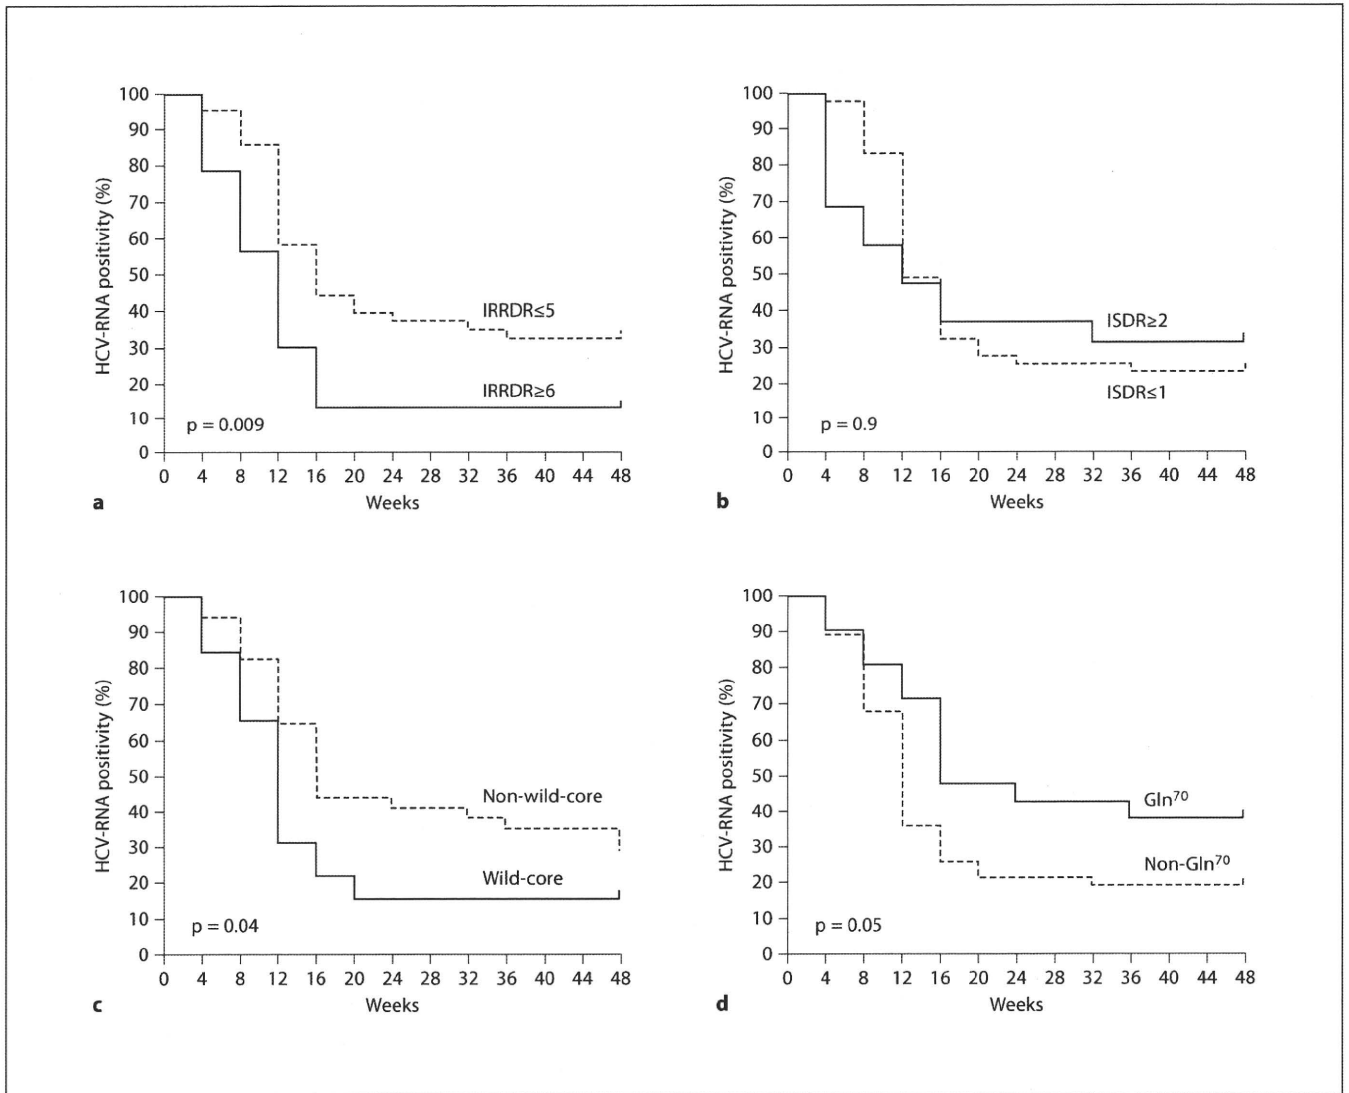 100
90
80
70
60
50
40
30
20
10
0
HCV-RNA positivity (%)
IRRDR≤5
IRRDR≥6
p = 0.009
0 4 8 12 16 20 24 28 32 36 40 44 48
Weeks
a
100
90
80
70
60
50
40
30
20
10
0
HCV-RNA positivity (%)
ISDR≥2
ISDR≤1
p = 0.9
0 4 8 12 16 20 24 28 32 36 40 44 48
Weeks
b
100
90
80
70
60
50
40
30
20
10
0
HCV-RNA positivity (%)
Non-wild-core
Wild-core
p = 0.04
0 4 8 12 16 20 24 28 32 36 40 44 48
Weeks
c
100
90
80
70
60
50
40
30
20
10
0
HCV-RNA positivity (%)
Gln⁷⁰
Non-Gln⁷⁰
p = 0.05
0 4 8 12 16 20 24 28 32 36 40 44 48
Weeks
d